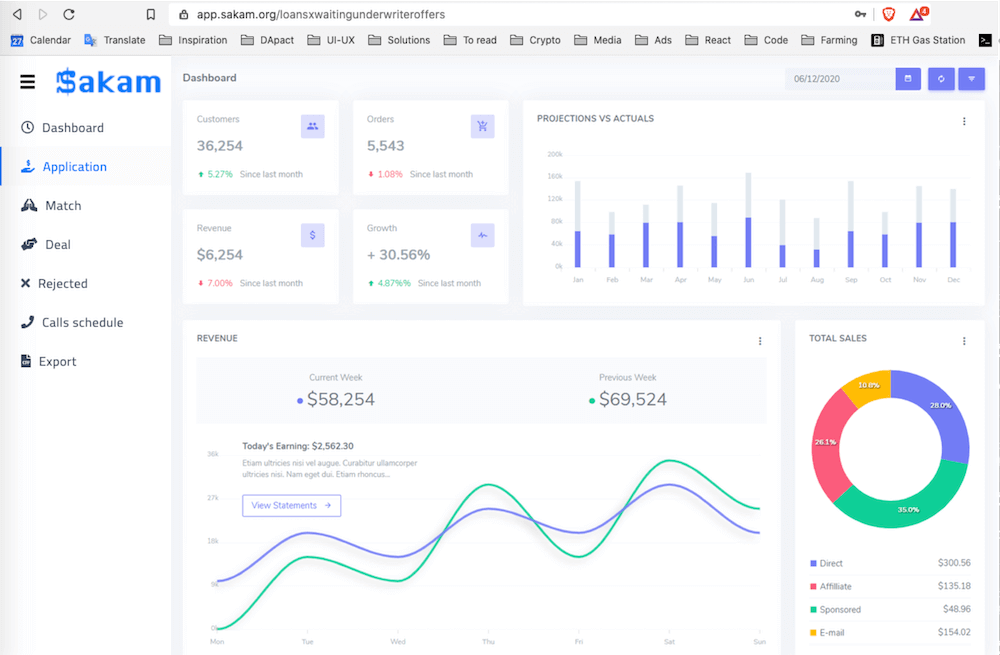 app.sakam.org/loansxwaitingunderwriteroffers
4
27 Calendar Translate Inspiration DApact UI-UX Solutions To read Crypto Media Ads React Code Farming ETH Gas Station >_
Sakam
Dashboard
Application
Match
Deal
Rejected
Calls schedule
Export
Dashboard
06/12/2020
Customers
36,254
5.27% Since last month
Orders
5,543
1.08% Since last month
Revenue
$
$6,254
7.00% Since last month
Growth
+ 30.56%
4.87%% Since last month
PROJECTIONS VS ACTUALS
200k
160k
120k
80k
40k
0k
Jan Feb Mar Apr May Jun Jul Aug Sep Oct Nov Dec
REVENUE
Current Week
$58,254
Previous Week
$69,524
Today's Earning: $2,562.30
Etiam ultricies nisi vel augue. Curabitur ullamcorper
ultricies nisi. Nam eget dui. Etiam rhoncus...
View Statements →
36k
27k
18k
9k
0k
Mon Tue Wed Thu Fri Sat Sun
TOTAL SALES
10.8%
28.0%
26.1%
35.0%
Direct $300.56
Affilliate $135.18
Sponsored $48.96
E-mail $154.02